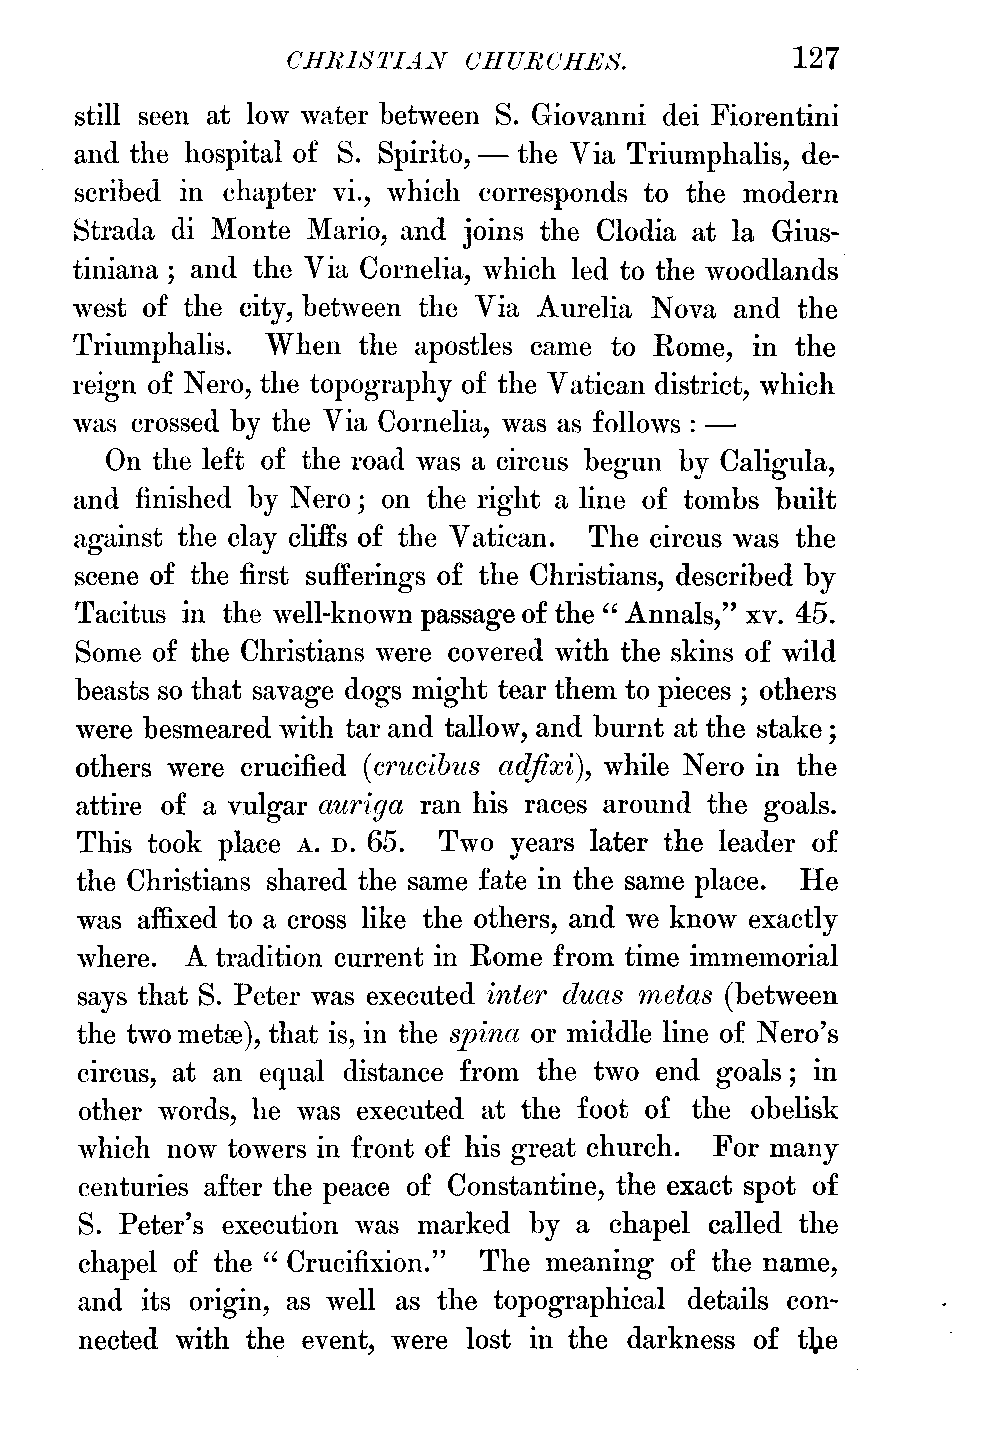 CHRISTIAN CHURCHES. 127
still seen at low water between S. Giovanni dei Fiorentini
and the hospital of S. Spirito, — the Via Triumphalis, de-
scribed in chapter vi., which corresponds to the modern
Strada di Monte Mario, and joins the Clodia at la Gius-
tiniana ; and the Via Cornelia, which led to the woodlands
west of the city, between the Via Aurelia Nova and the
Triumphalis. When the apostles came to Rome, in the
reign of Nero, the topography of the Vatican district, which
was crossed by the Via Cornelia, was as follows : —
On the left of the road was a circus begun by Caligula,
and finished by Nero ; on the right a line of tombs built
against the clay cliffs of the Vatican. The circus was the
scene of the first sufferings of the Christians, described by
Tacitus in the well-known passage of the “ Annals,” xv. 45.
Some of the Christians were covered with the skins of wild
beasts so that savage dogs might tear them to pieces ; others
were besmeared with tar and tallow, and burnt at the stake ;
others were crucified (crucibus adfixi), while Nero in the
attire of a vulgar auriga ran his races around the goals.
This took place A. D. 65. Two years later the leader of
the Christians shared the same fate in the same place. He
was affixed to a cross like the others, and we know exactly
where. A tradition current in Rome from time immemorial
says that S. Peter was executed inter duas metas (between
the two metæ), that is, in the spina or middle line of Nero’s
circus, at an equal distance from the two end goals ; in
other words, he was executed at the foot of the obelisk
which now towers in front of his great church. For many
centuries after the peace of Constantine, the exact spot of
S. Peter’s execution was marked by a chapel called the
chapel of the “ Crucifixion.” The meaning of the name,
and its origin, as well as the topographical details con-
nected with the event, were lost in the darkness of the